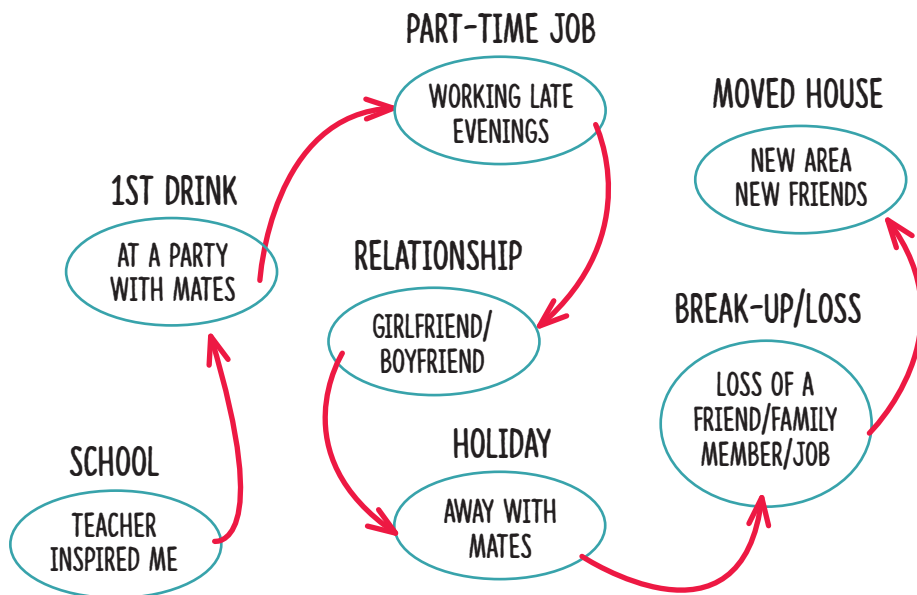 SCHOOL
TEACHER
INSPIRED ME
1ST DRINK
AT A PARTY
WITH MATES
PART-TIME JOB
WORKING LATE
EVENINGS
RELATIONSHIP
GIRLFRIEND/
BOYFRIEND
HOLIDAY
AWAY WITH
MATES
BREAK-UP/LOSS
LOSS OF A
FRIEND/FAMILY
MEMBER/JOB
MOVED HOUSE
NEW AREA
NEW FRIENDS